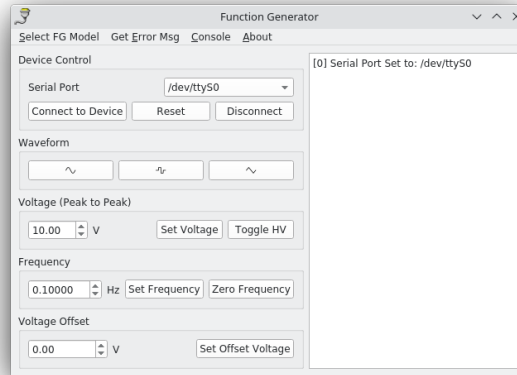 Function Generator
Select FG Model Get Error Msg Console About
Device Control
Serial Port /dev/ttyS0
Connect to Device Reset Disconnect
Waveform
Voltage (Peak to Peak)
10.00 V Set Voltage Toggle HV
Frequency
0.10000 Hz Set Frequency Zero Frequency
Voltage Offset
0.00 V Set Offset Voltage
[0] Serial Port Set to: /dev/ttyS0